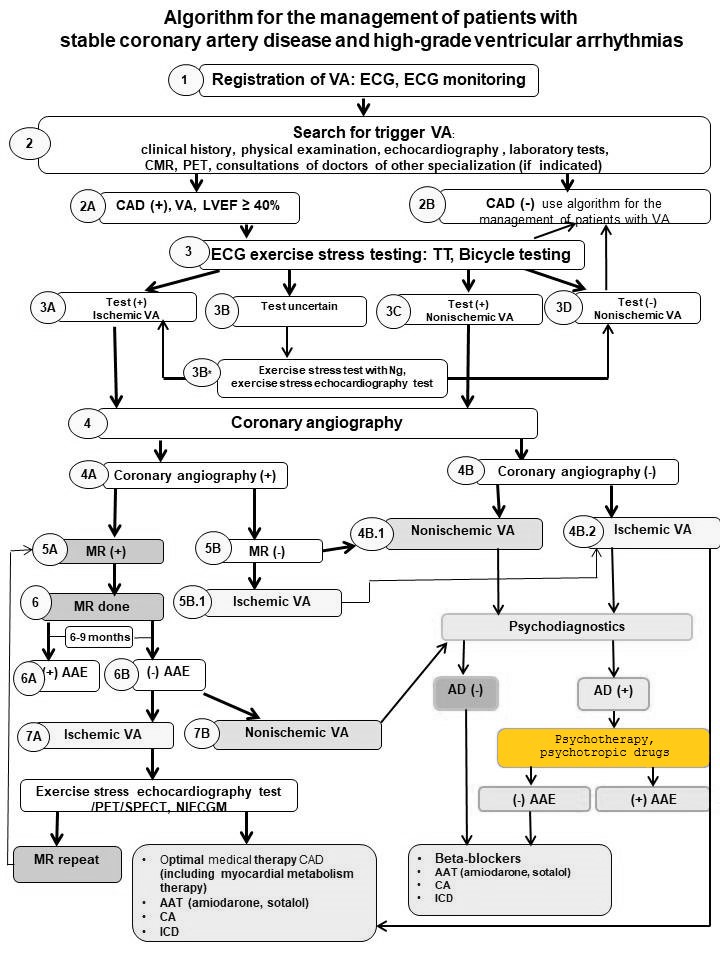 Algorithm for the management of patients with
stable coronary artery disease and high-grade ventricular arrhythmias
1
Registration of VA: ECG, ECG monitoring
2
Search for trigger VA:
clinical history, physical examination, echocardiography , laboratory tests,
CMR, PET, consultations of doctors of other specialization (if indicated)
2A
CAD (+), VA, LVEF ≥ 40%
2B
CAD (-) use algorithm for the
management of patients with VA
3
ECG exercise stress testing: TT, Bicycle testing
3A
Test (+)
Ischemic VA
3B
Test uncertain
3C
Test (+)
Nonischemic VA
3D
Test (-)
Nonischemic VA
3B*
Exercise stress test with Ng,
exercise stress echocardiography test
4
Coronary angiography
4A
Coronary angiography (+)
4B
Coronary angiography (-)
5A
MR (+)
5B
MR (-)
4B.1
Nonischemic VA
4B.2
Ischemic VA
6
MR done
5B.1
Ischemic VA
Psychodiagnostics
6-9 months
6A
(+) AAE
6B
(-) AAE
AD (-)
AD (+)
7A
Ischemic VA
7B
Nonischemic VA
Psychotherapy,
psychotropic drugs
Exercise stress echocardiography test
/PET/SPECT, NIECGM
(-) AAE
(+) AAE
MR repeat
• Optimal medical therapy CAD
(including myocardial metabolism
therapy)
• AAT (amiodarone, sotalol)
• CA
• ICD
• Beta-blockers
• AAT (amiodarone, sotalol)
• CA
• ICD